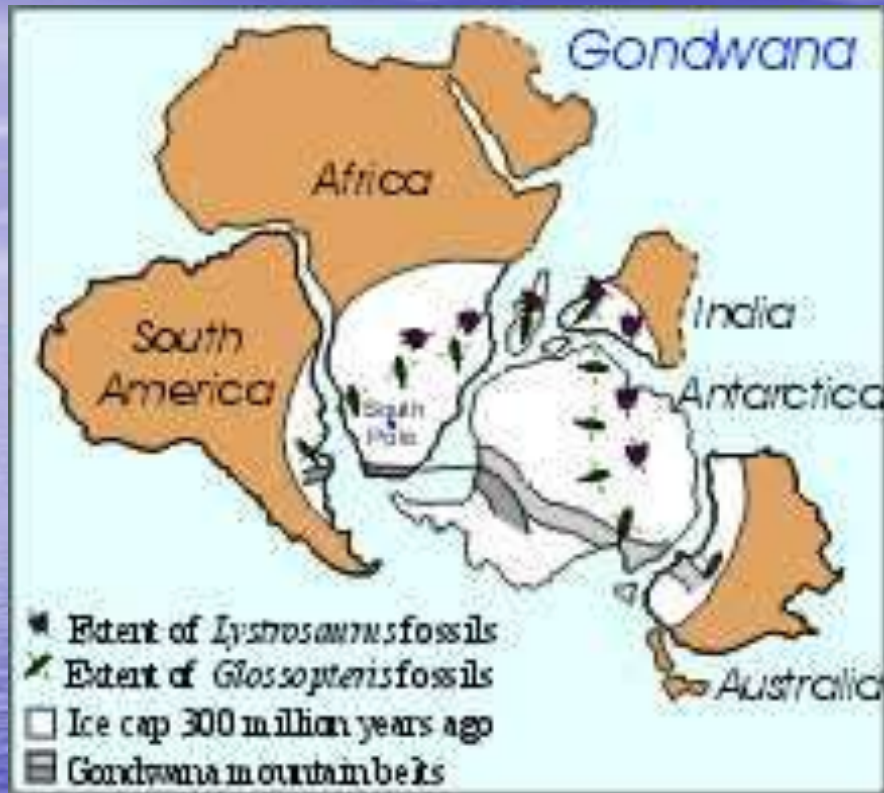 Gondwana
Africa
South
America
India
Antarctica
South
Pole
Australia
Extent of Lystrosaurus fossils
Extent of Glossopteris fossils
Ice cap 300 million years ago
Gondwana mountain belts